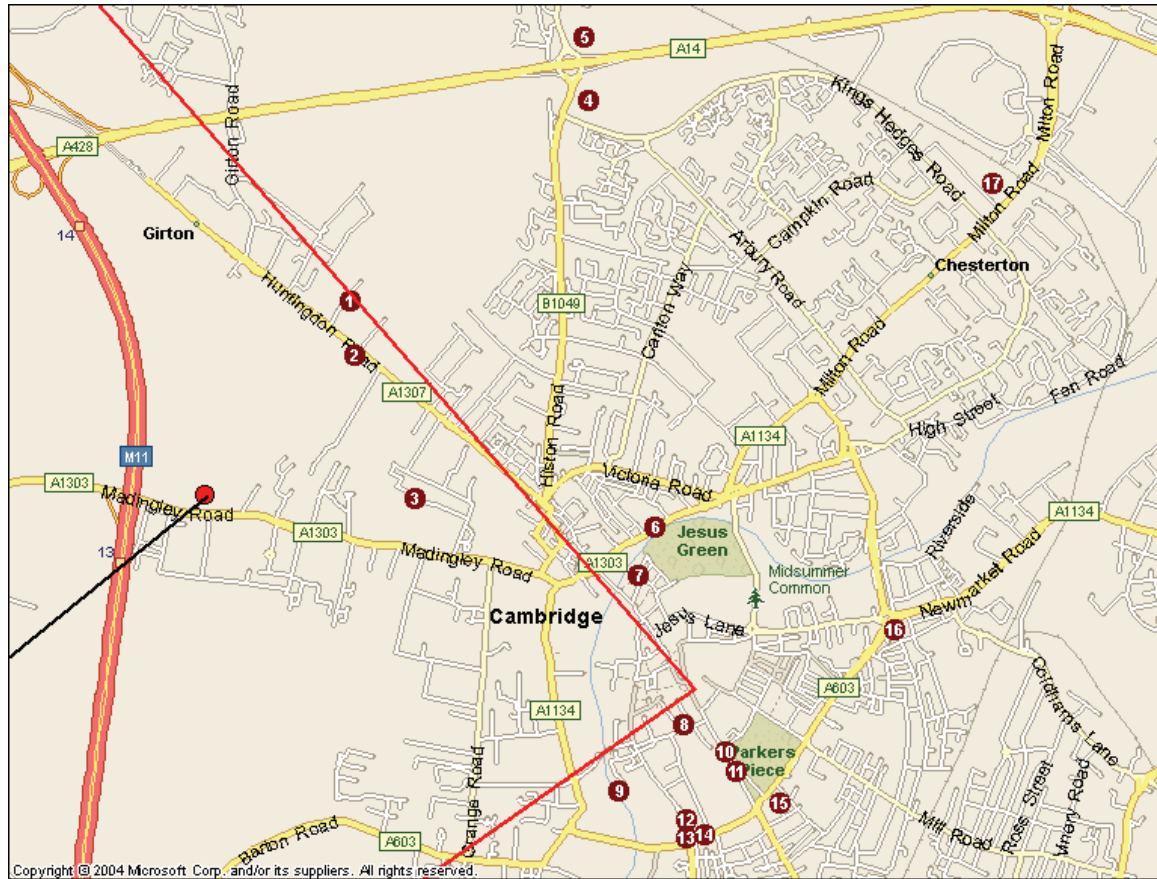 5
A14
4
Kings Hedges Road
Milton Road
Girton Road
A428
17
Campkin Road
Milton Road
14
Girton
Arbury Road
Chesterton
1
Huntingdon Road
B1049
Carlton Way
2
Milton Road
Fen Road
A1307
High Street
Histon Road
A1134
M11
A1303
3
Victoria Road
Madingley Road
Riverside
A1134
A1303
6
Jesus
Green
13
Madingley Road
A1303
7
Midsummer
Common
Newmarket Road
Cambridge
Jesus Lane
16
Coldhams Lane
A603
A1134
8
10
Parkers
Piece
11
Grange Road
9
15
Ross Street
Vinery Road
12
Mill Road
13
14
Barton Road
A603
Copyright © 2004 Microsoft Corp. and/or its suppliers. All rights reserved.